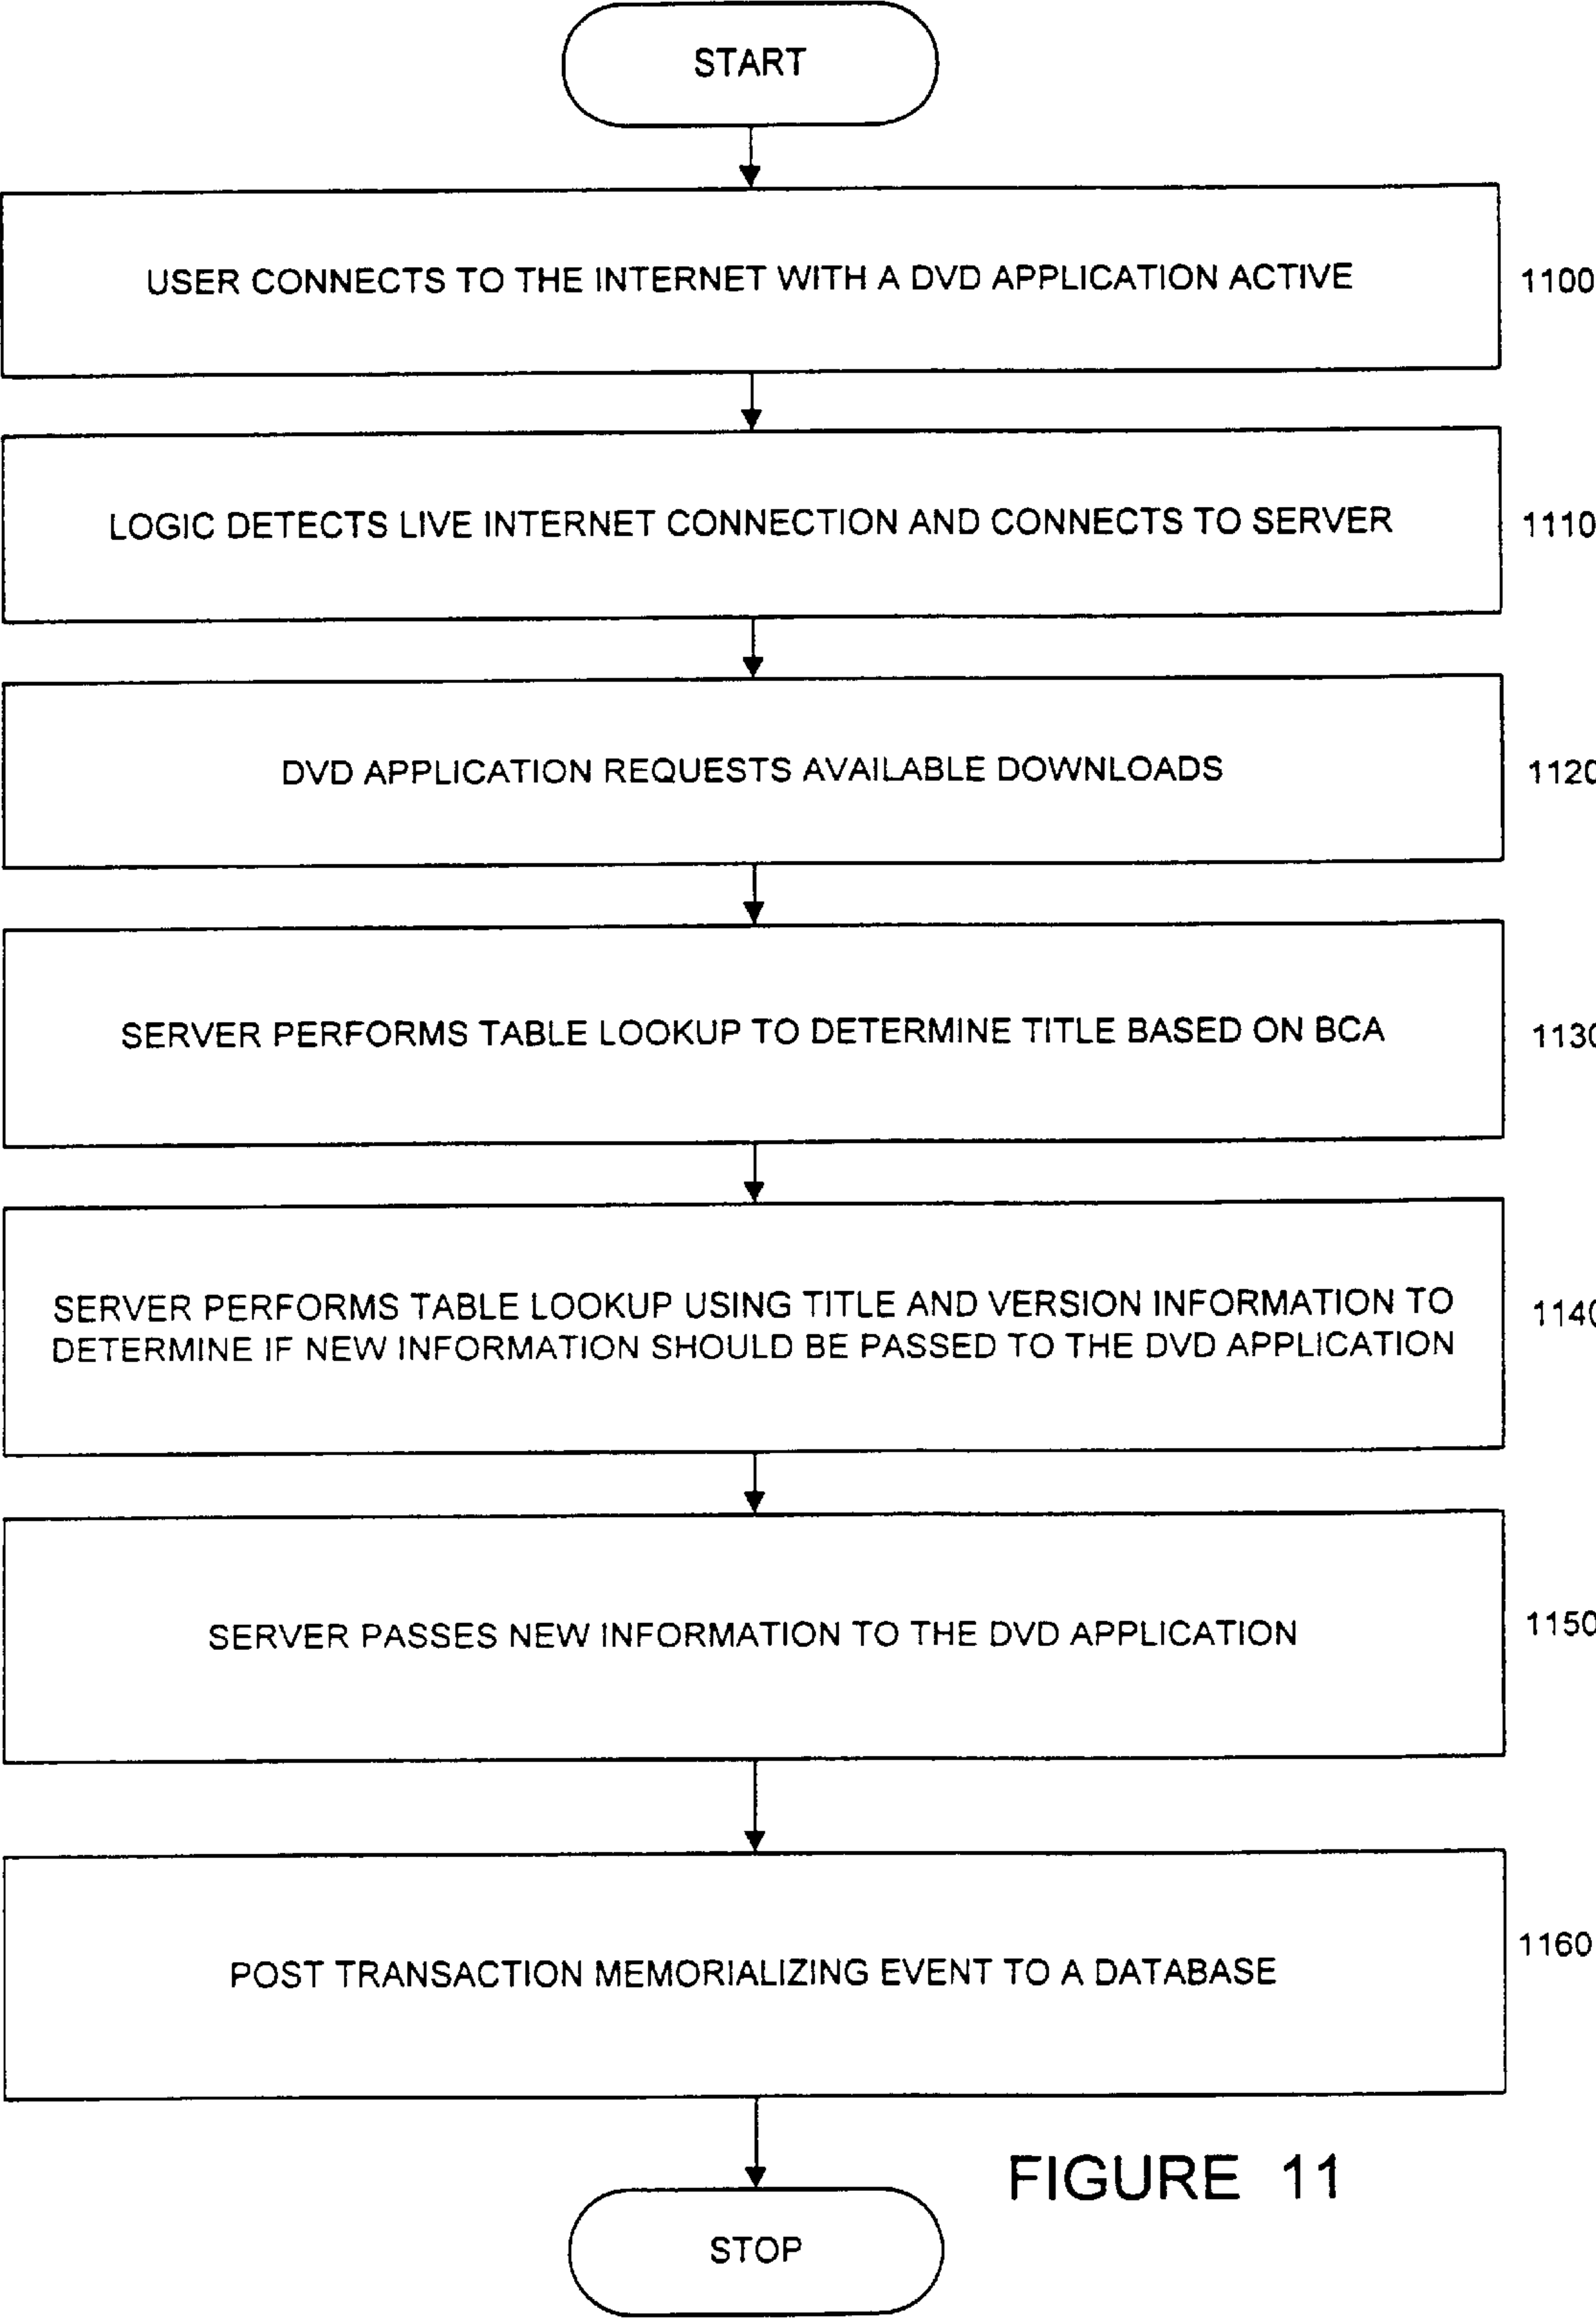 START
USER CONNECTS TO THE INTERNET WITH A DVD APPLICATION ACTIVE
1100
LOGIC DETECTS LIVE INTERNET CONNECTION AND CONNECTS TO SERVER
1110
DVD APPLICATION REQUESTS AVAILABLE DOWNLOADS
1120
SERVER PERFORMS TABLE LOOKUP TO DETERMINE TITLE BASED ON BCA
1130
SERVER PERFORMS TABLE LOOKUP USING TITLE AND VERSION INFORMATION TO
DETERMINE IF NEW INFORMATION SHOULD BE PASSED TO THE DVD APPLICATION
1140
SERVER PASSES NEW INFORMATION TO THE DVD APPLICATION
1150
POST TRANSACTION MEMORIALIZING EVENT TO A DATABASE
1160
FIGURE 11
STOP